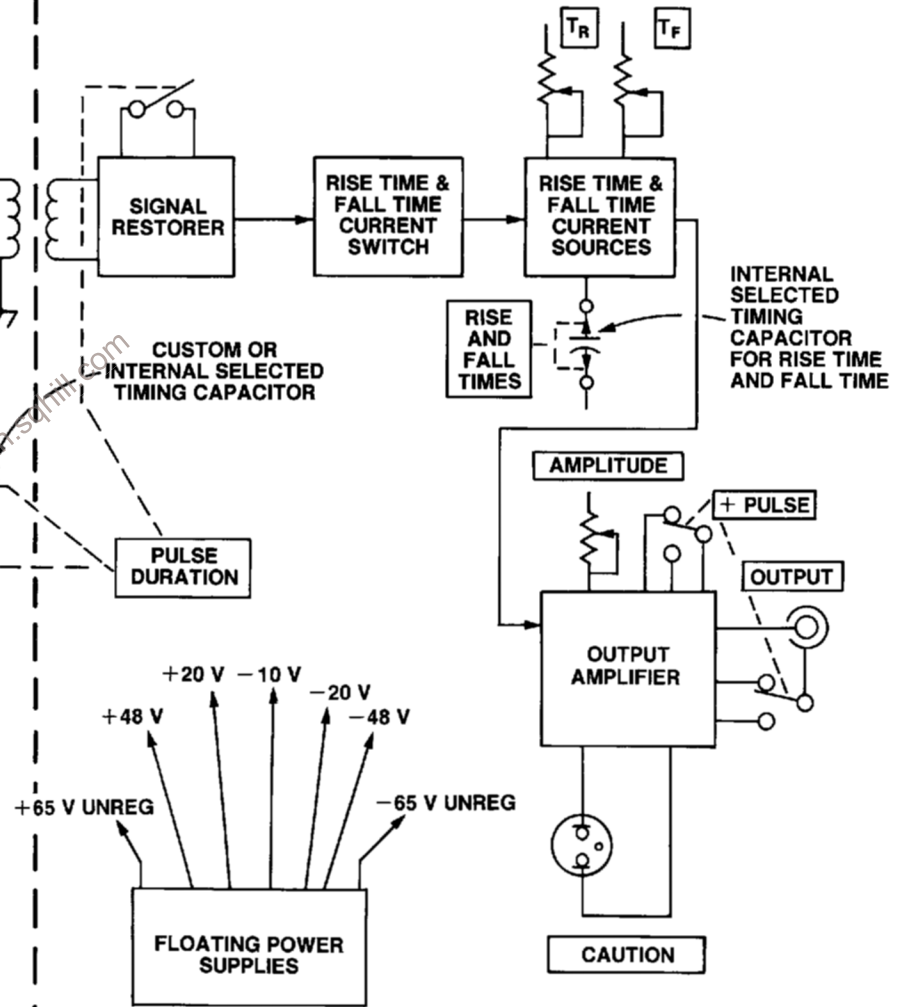 TR
TF
SIGNAL
RESTORER
RISE TIME &
FALL TIME
CURRENT
SWITCH
RISE TIME &
FALL TIME
CURRENT
SOURCES
RISE
AND
FALL
TIMES
INTERNAL
SELECTED
TIMING
CAPACITOR
FOR RISE TIME
AND FALL TIME
CUSTOM OR
INTERNAL SELECTED
TIMING CAPACITOR
AMPLITUDE
+ PULSE
PULSE
DURATION
OUTPUT
OUTPUT
AMPLIFIER
+20 V
−10 V
−20 V
+48 V
−48 V
+65 V UNREG
−65 V UNREG
FLOATING POWER
SUPPLIES
CAUTION